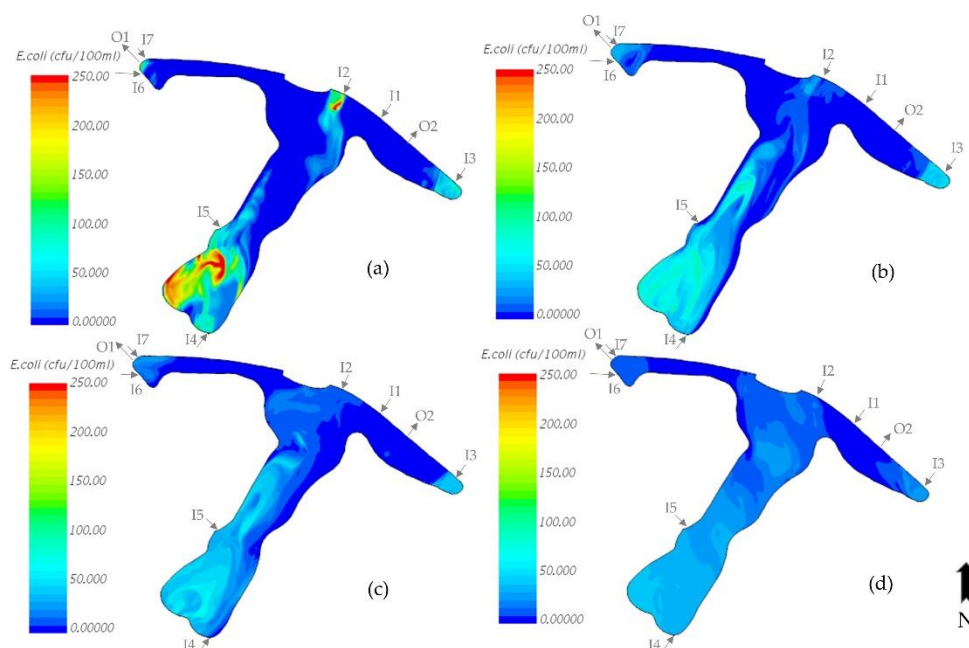 O1 I7
E.coli (cfu/100ml)
250.00
I6
I2
I1
O2
200.00
I3
150.00
100.00
I5
50.000
(a)
0.00000
I4
O1 I7
E.coli (cfu/100ml)
250.00
I6
I2
I1
O2
200.00
I3
150.00
100.00
I5
50.000
(b)
0.00000
I4
O1 I7
E.coli (cfu/100ml)
250.00
I6
I2
I1
O2
200.00
I3
150.00
100.00
I5
50.000
(c)
0.00000
I4
O1 I7
E.coli (cfu/100ml)
250.00
I6
I2
I1
O2
200.00
I3
150.00
100.00
I5
50.000
(d)
0.00000
I4
N